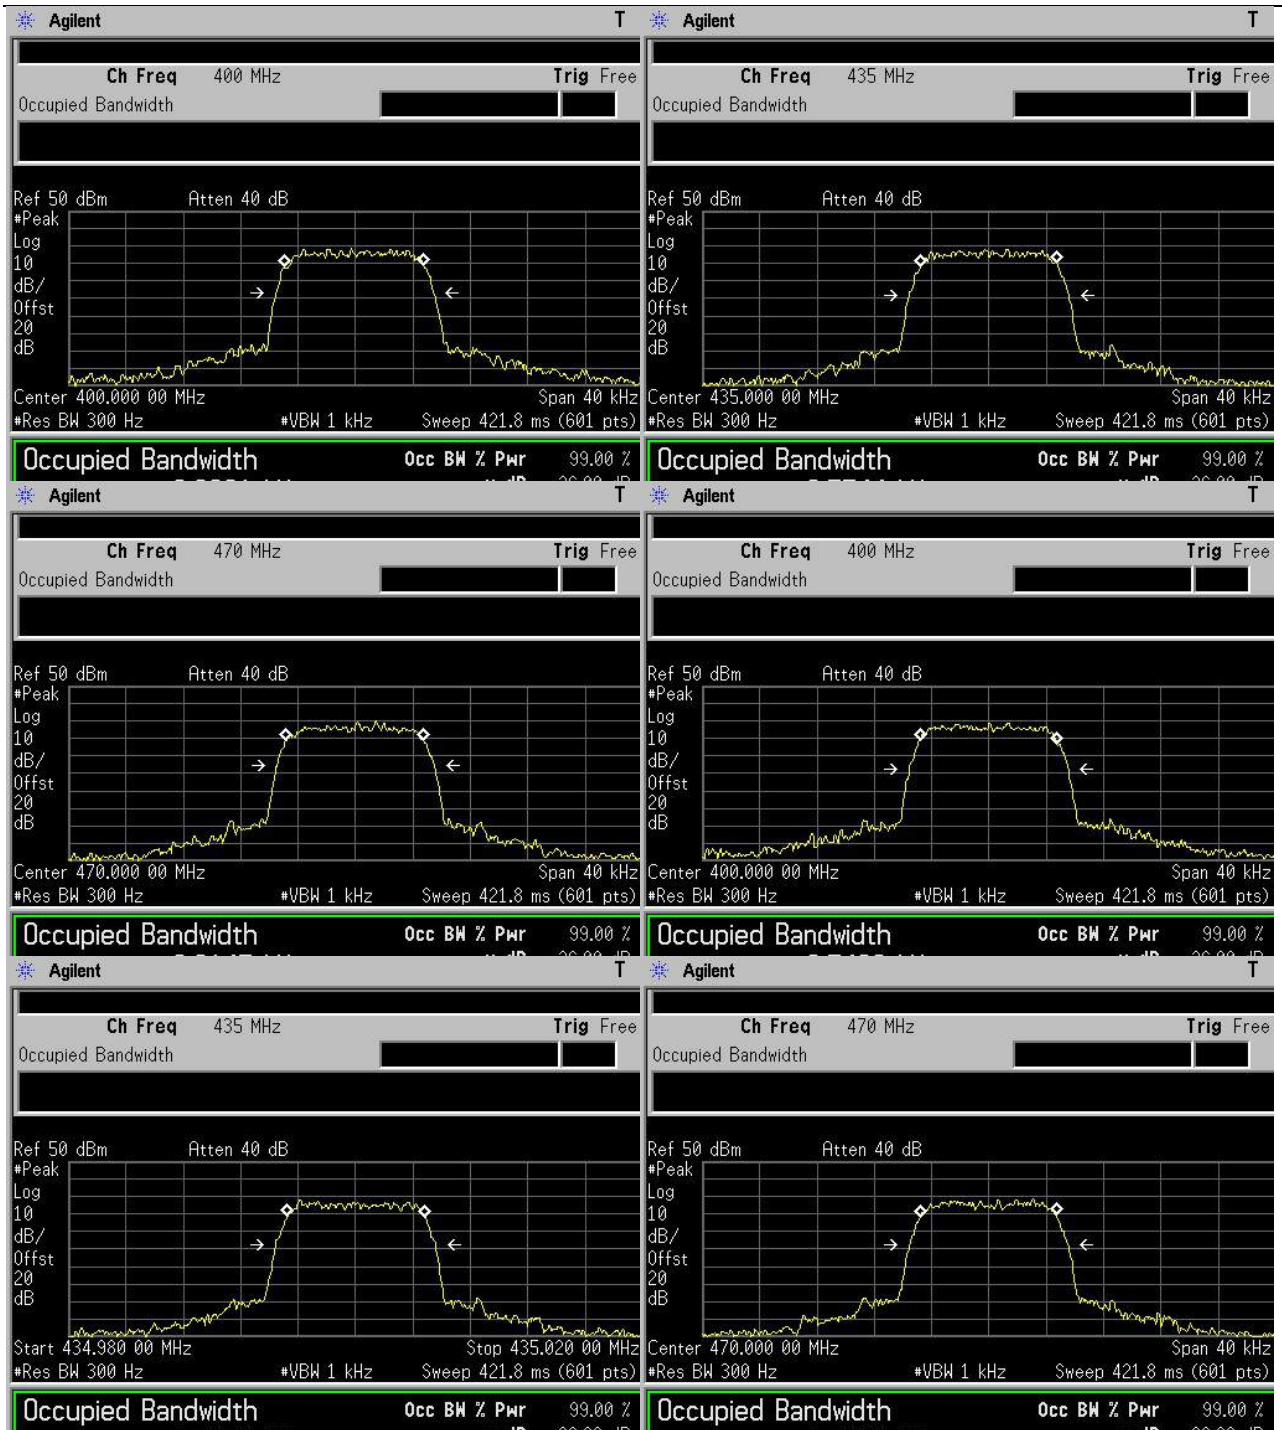 Agilent T
Ch Freq 400 MHz Trig Free
Occupied Bandwidth
Ref 50 dBm Atten 40 dB
#Peak
Log
10
dB/
Offst
20
dB
Center 400.000 00 MHz Span 40 kHz
#Res BW 300 Hz #VBW 1 kHz Sweep 421.8 ms (601 pts)
Occupied Bandwidth Occ BW % Pwr 99.00 %
Agilent T
Ch Freq 435 MHz Trig Free
Occupied Bandwidth
Ref 50 dBm Atten 40 dB
#Peak
Log
10
dB/
Offst
20
dB
Center 435.000 00 MHz Span 40 kHz
#Res BW 300 Hz #VBW 1 kHz Sweep 421.8 ms (601 pts)
Occupied Bandwidth Occ BW % Pwr 99.00 %
Agilent T
Ch Freq 470 MHz Trig Free
Occupied Bandwidth
Ref 50 dBm Atten 40 dB
#Peak
Log
10
dB/
Offst
20
dB
Center 470.000 00 MHz Span 40 kHz
#Res BW 300 Hz #VBW 1 kHz Sweep 421.8 ms (601 pts)
Occupied Bandwidth Occ BW % Pwr 99.00 %
Agilent T
Ch Freq 400 MHz Trig Free
Occupied Bandwidth
Ref 50 dBm Atten 40 dB
#Peak
Log
10
dB/
Offst
20
dB
Center 400.000 00 MHz Span 40 kHz
#Res BW 300 Hz #VBW 1 kHz Sweep 421.8 ms (601 pts)
Occupied Bandwidth Occ BW % Pwr 99.00 %
Agilent T
Ch Freq 435 MHz Trig Free
Occupied Bandwidth
Ref 50 dBm Atten 40 dB
#Peak
Log
10
dB/
Offst
20
dB
Start 434.980 00 MHz Stop 435.020 00 MHz
#Res BW 300 Hz #VBW 1 kHz Sweep 421.8 ms (601 pts)
Occupied Bandwidth Occ BW % Pwr 99.00 %
Agilent T
Ch Freq 470 MHz Trig Free
Occupied Bandwidth
Ref 50 dBm Atten 40 dB
#Peak
Log
10
dB/
Offst
20
dB
Center 470.000 00 MHz Span 40 kHz
#Res BW 300 Hz #VBW 1 kHz Sweep 421.8 ms (601 pts)
Occupied Bandwidth Occ BW % Pwr 99.00 %